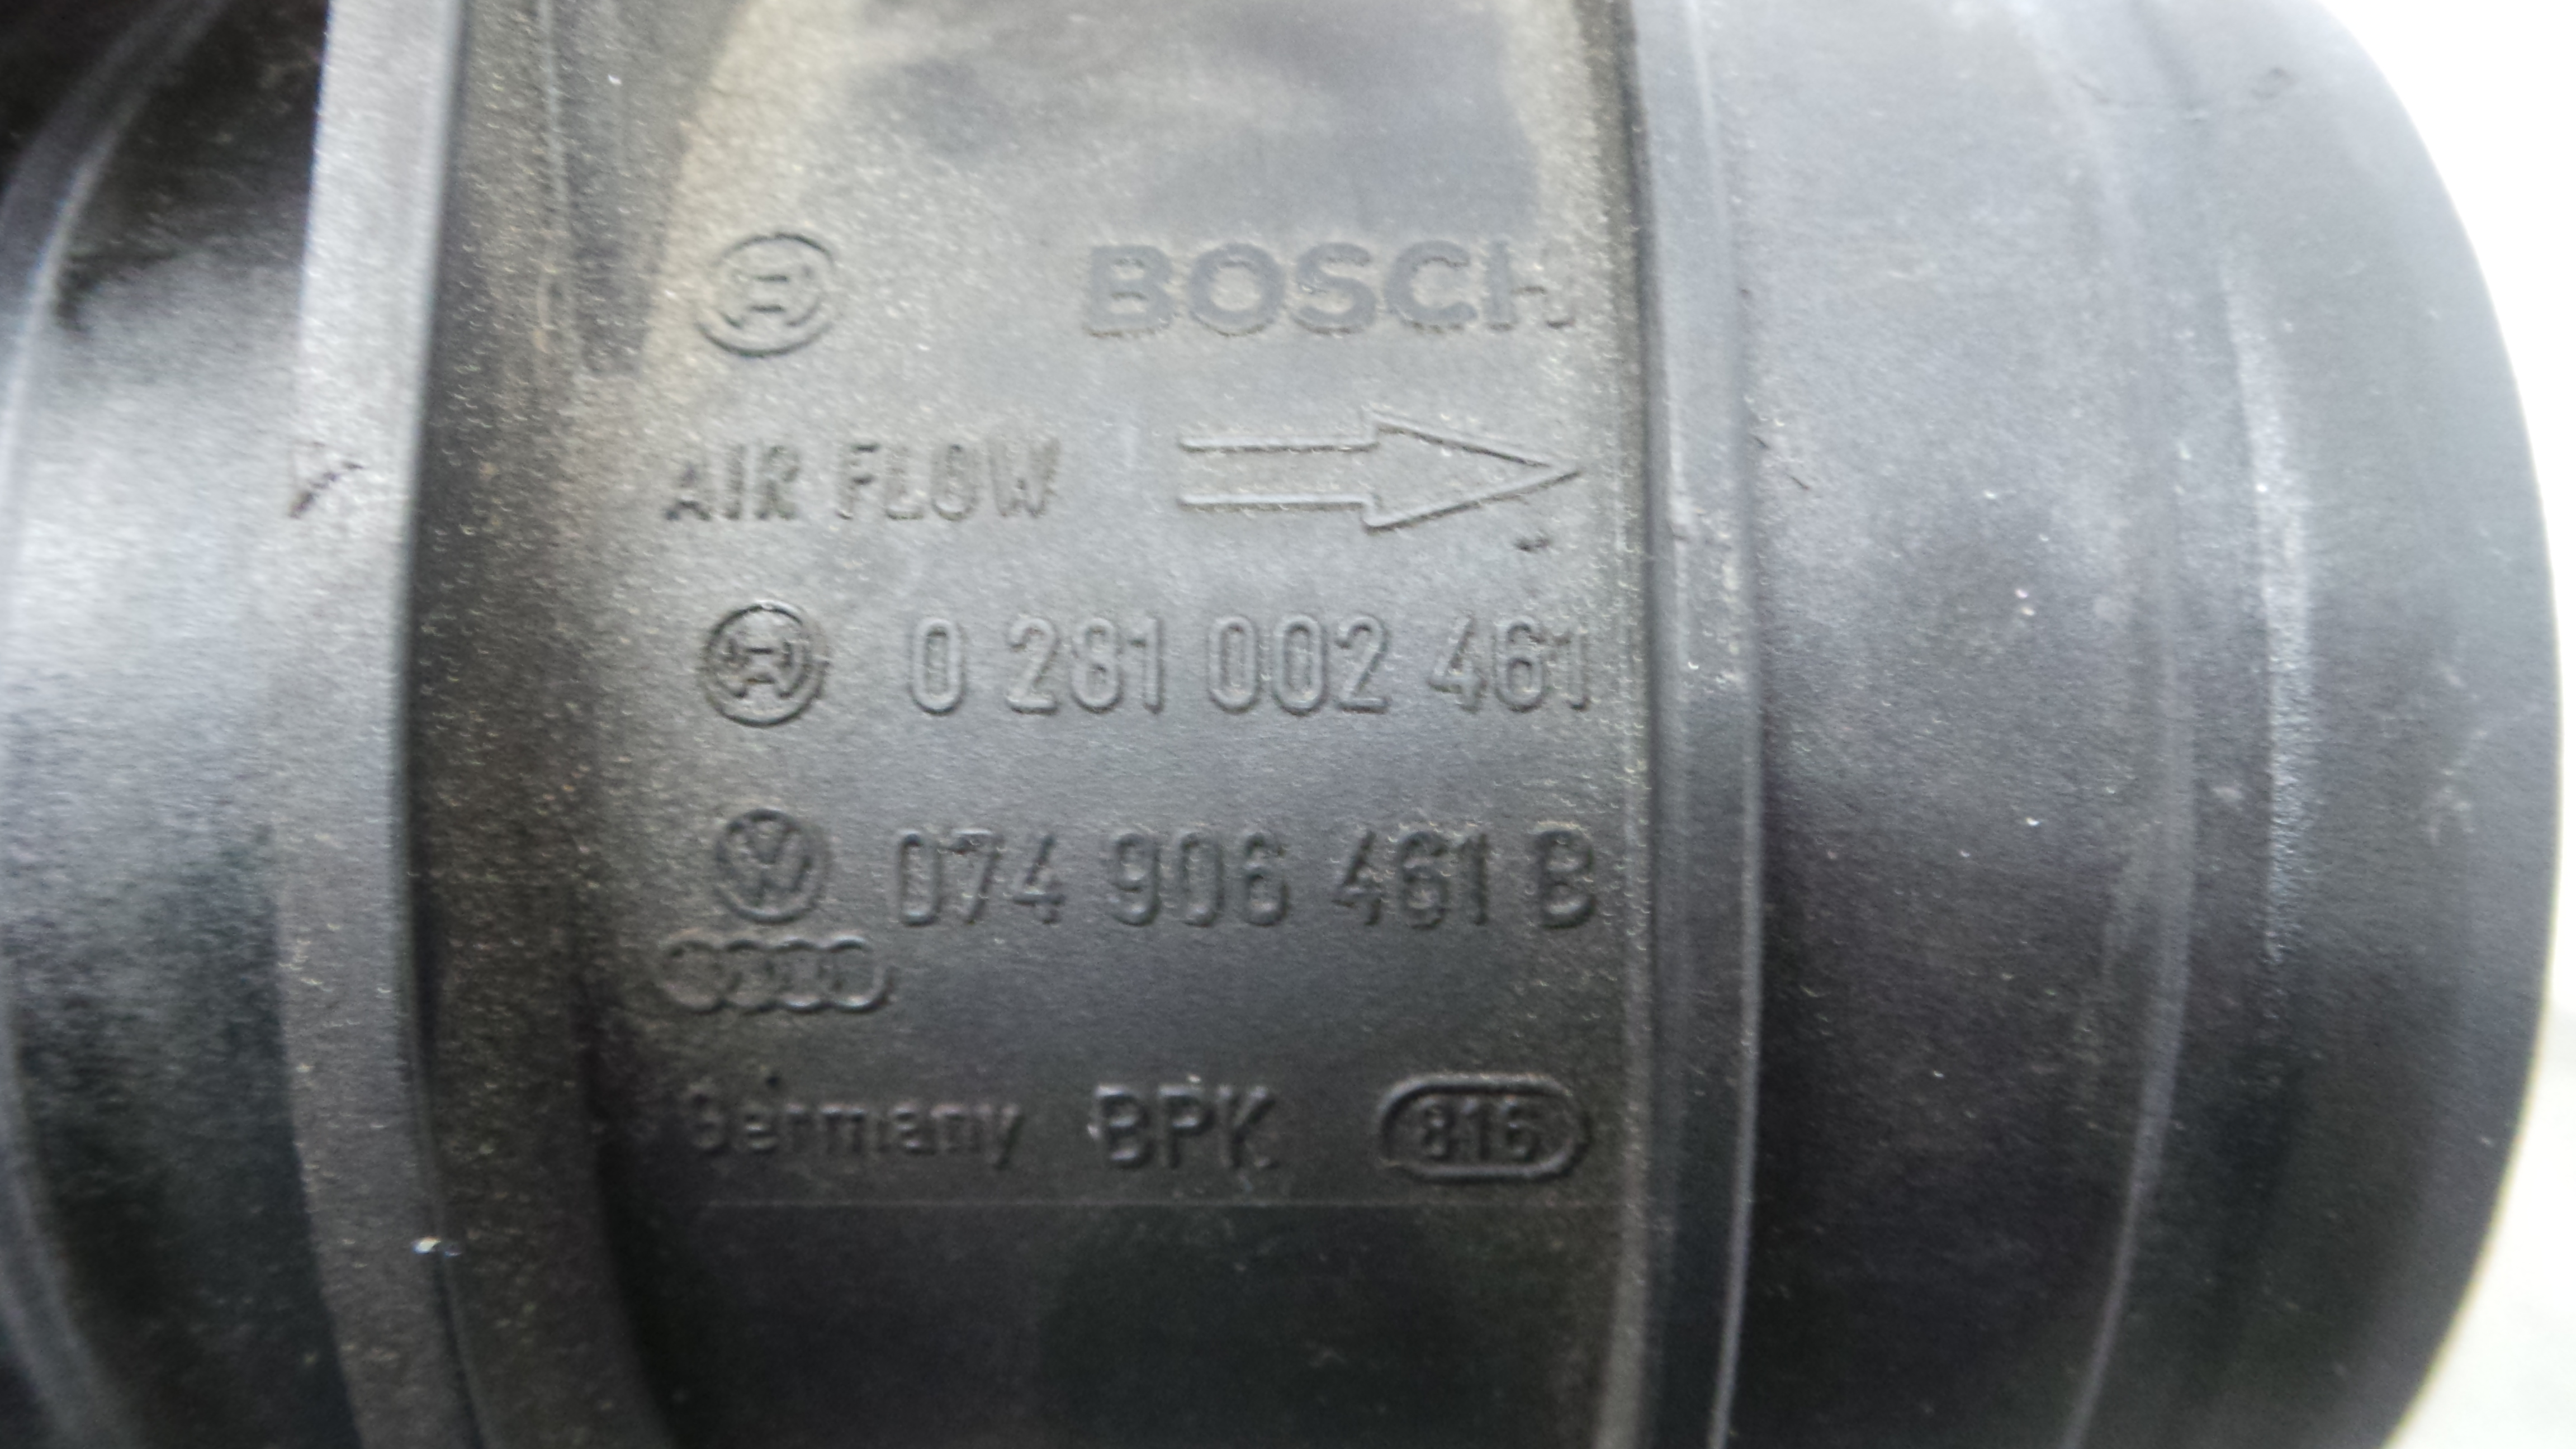 BOSCH
AIR FLOW
0 281 002 461
074 906 461 B
Germany BPK 816